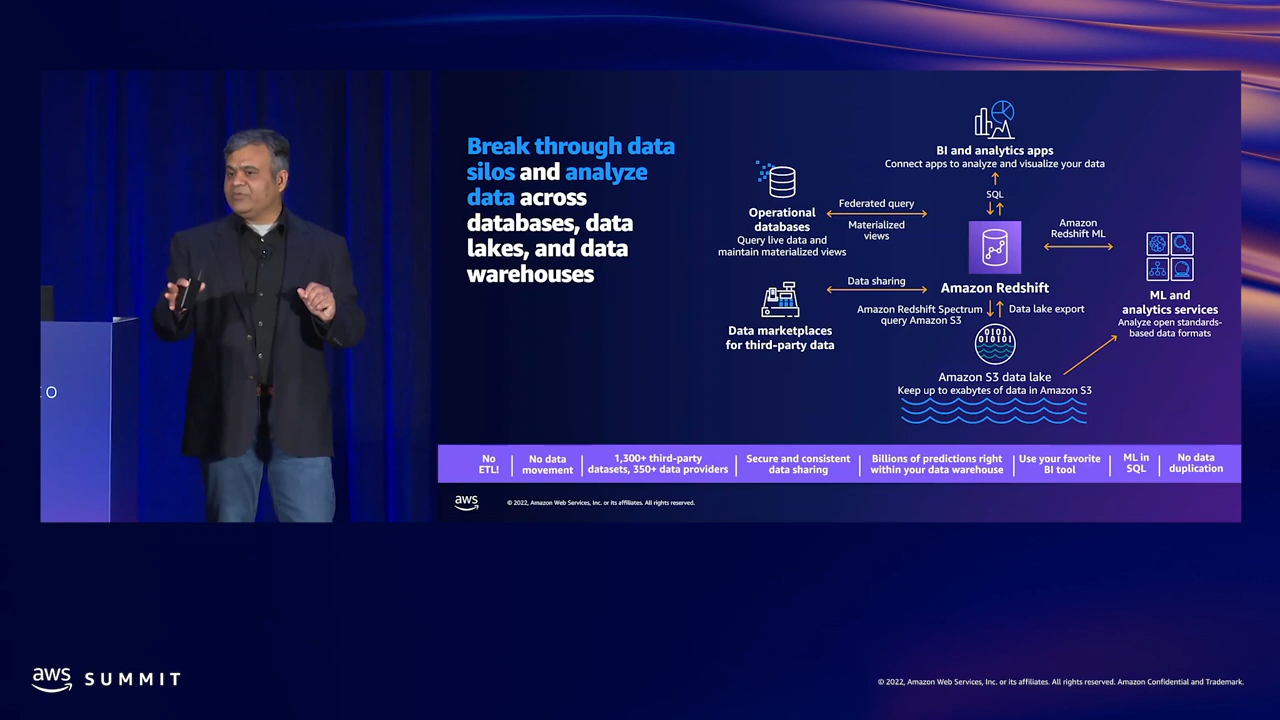 Break through data
silos and analyze
data across
databases, data
lakes, and data
warehouses
BI and analytics apps
Connect apps to analyze and visualize your data
SQL
Operational
databases
Query live data and
maintain materialized views
Federated query
Materialized
views
Amazon
Redshift ML
Amazon Redshift
ML and
analytics services
Analyze open standards-
based data formats
Data sharing
Data marketplaces
for third-party data
Amazon Redshift Spectrum
query Amazon S3
Data lake export
010
010101
Amazon S3 data lake
Keep up to exabytes of data in Amazon S3
No
ETL!
No data
movement
1,300+ third-party
datasets, 350+ data providers
Secure and consistent
data sharing
Billions of predictions right
within your data warehouse
Use your favorite
BI tool
ML in
SQL
No data
duplication
aws
© 2022, Amazon Web Services, Inc. or its affiliates. All rights reserved.
aws SUMMIT
© 2022, Amazon Web Services, Inc. or its affiliates. All rights reserved. Amazon Confidential and Trademark.